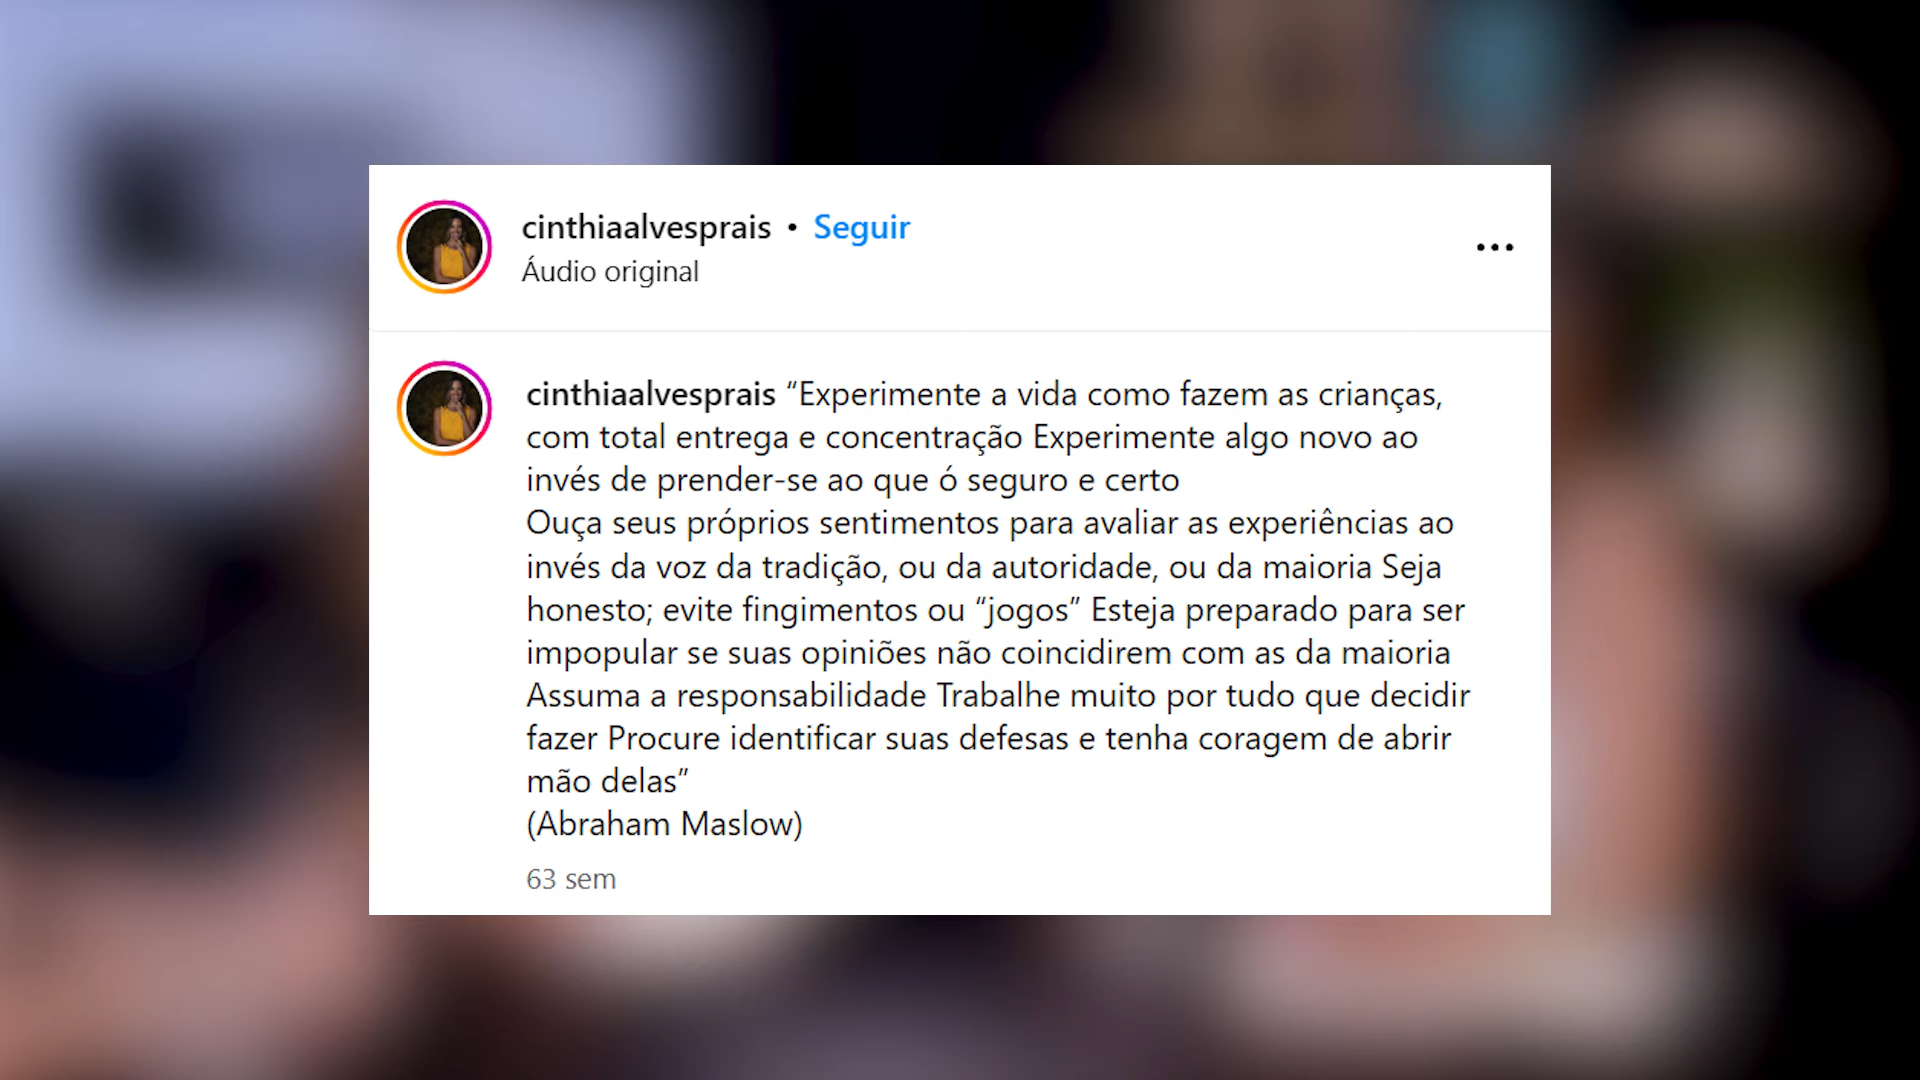 cinthiaalvesprais • Seguir
Áudio original
cinthiaalvesprais “Experimente a vida como fazem as crianças,
com total entrega e concentração Experimente algo novo ao
invés de prender-se ao que ó seguro e certo
Ouça seus próprios sentimentos para avaliar as experiências ao
invés da voz da tradição, ou da autoridade, ou da maioria Seja
honesto; evite fingimentos ou “jogos” Esteja preparado para ser
impopular se suas opiniões não coincidirem com as da maioria
Assuma a responsabilidade Trabalhe muito por tudo que decidir
fazer Procure identificar suas defesas e tenha coragem de abrir
mão delas”
(Abraham Maslow)
63 sem